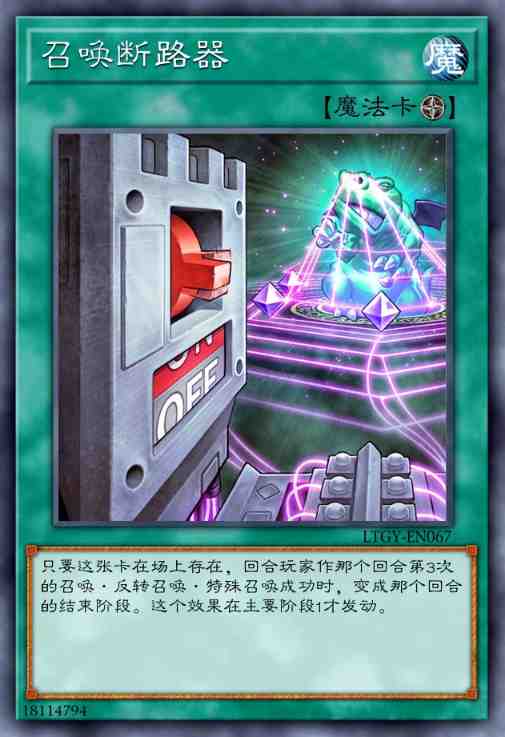 召唤断路器
魔
【魔法卡】
ON
OFF
LTGY-EN067
只要这张卡在场上存在，回合玩家作那个回合第3次
的召唤·反转召唤·特殊召唤成功时，变成那个回合
的结束阶段。这个效果在主要阶段1才发动。
18114794